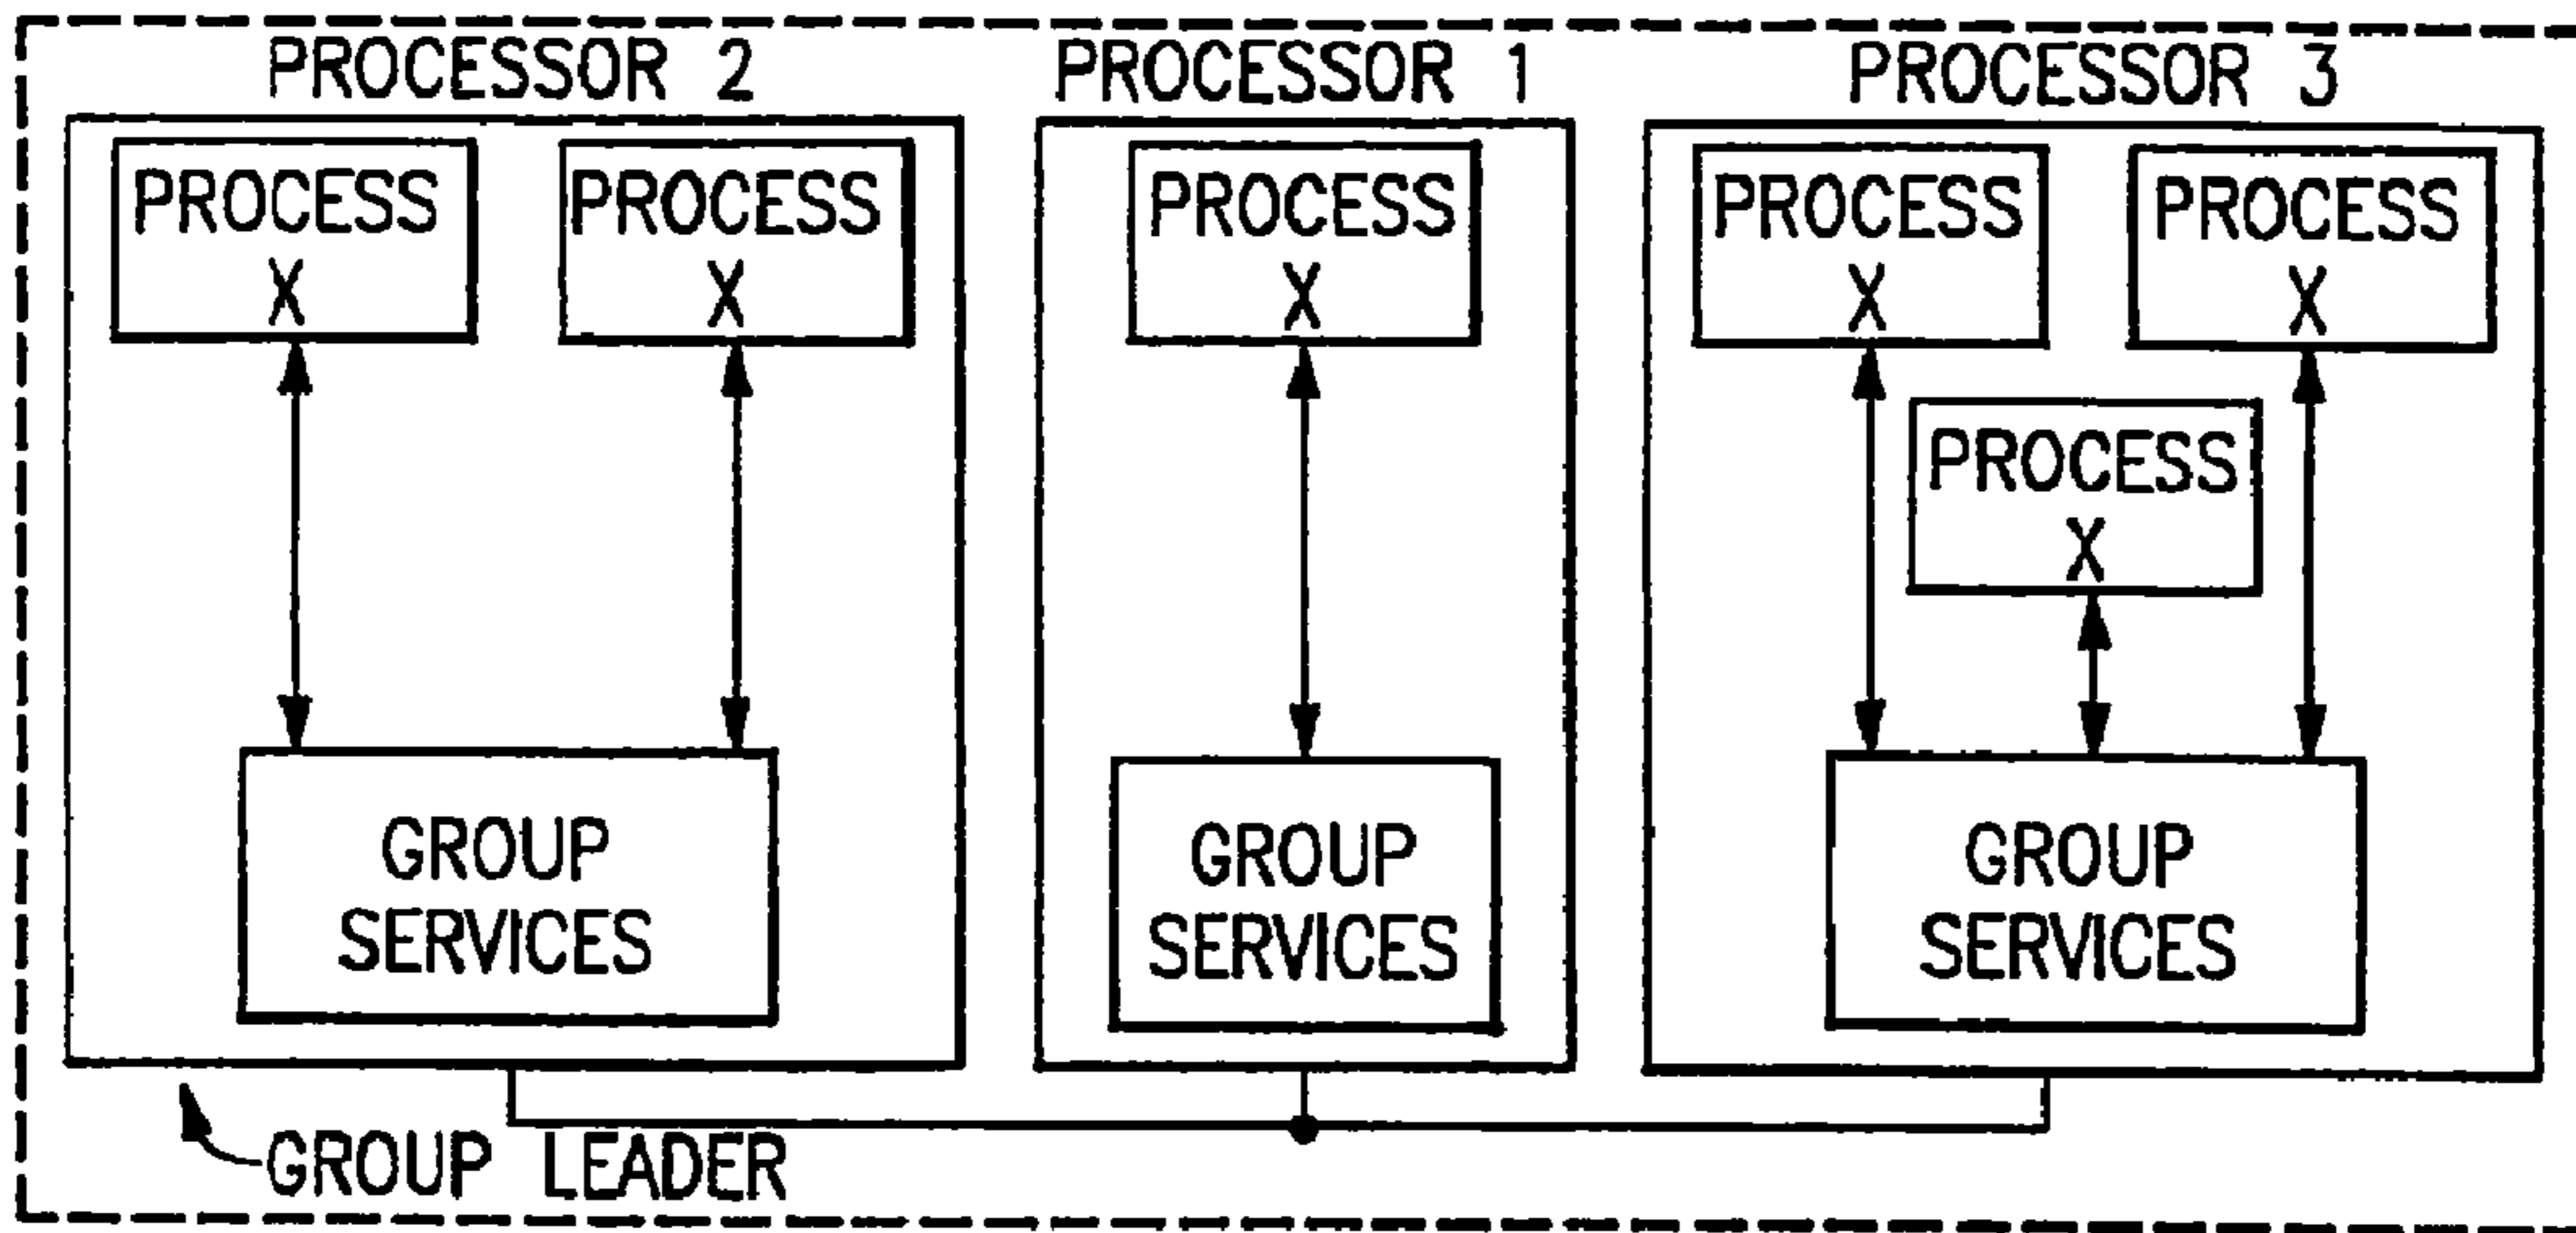 PROCESSOR 2
PROCESS
X
PROCESS
X
GROUP
SERVICES
GROUP LEADER
PROCESSOR 1
PROCESS
X
GROUP
SERVICES
PROCESSOR 3
PROCESS
X
PROCESS
X
PROCESS
X
GROUP
SERVICES